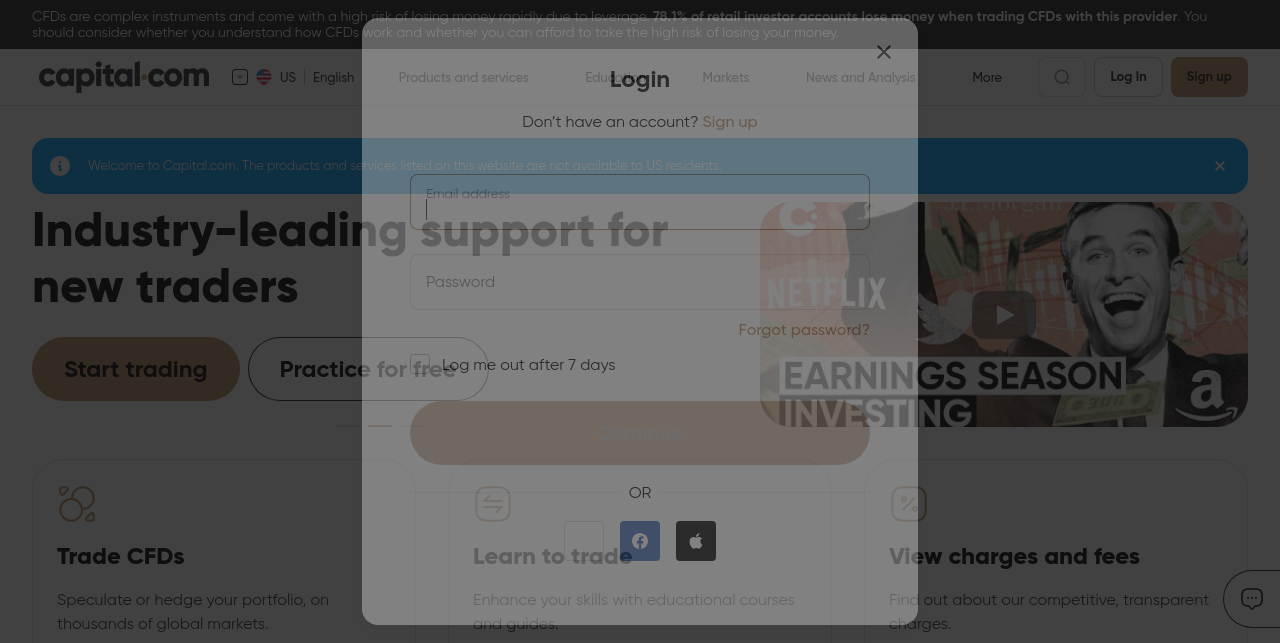 CFDs are complex instruments and come with a high risk of losing money rapidly due to leverage. 78.1% of retail investor accounts lose money when trading CFDs with this provider. You
should consider whether you understand how CFDs work and whether you can afford to take the high risk of losing your money.
capital.com
US
English
Products and services
Education
Markets
News and Analysis
More
Log In
Sign up
Login
Don't have an account? Sign up
Welcome to Capital.com. The products and services listed on this website are not available to US residents.
Email address
Industry-leading support for
new traders
Password
Forgot password?
Log me out after 7 days
Start trading
Practice for free
Continue
OR
NETFLIX
EARNINGS SEASON
INVESTING
a
Trade CFDs
Speculate or hedge your portfolio, on
thousands of global markets.
Learn to trade
Enhance your skills with educational courses
and guides.
View charges and fees
Find out about our competitive, transparent
charges.